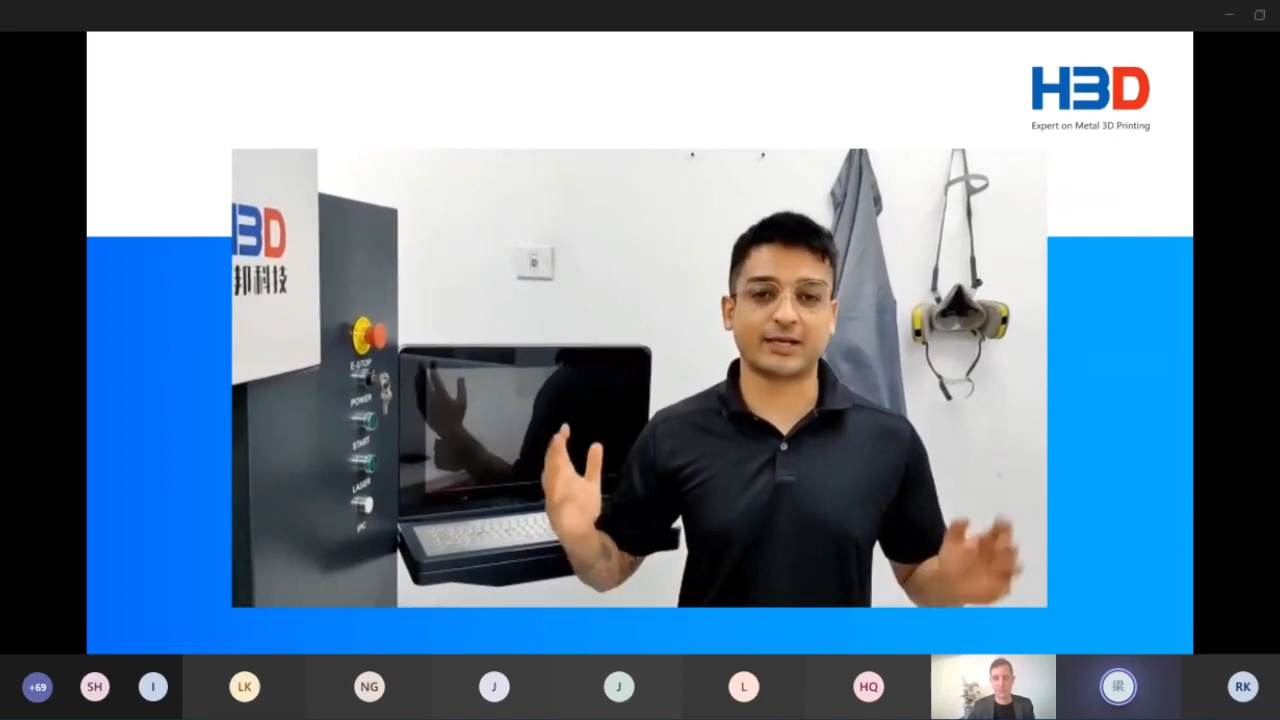 H3D
Expert on Metal 3D Printing
3D
邦科技
E-STOP
POWER
START
LASER
PC
+69
SH
I
LK
NG
J
J
L
HQ
梁
RK